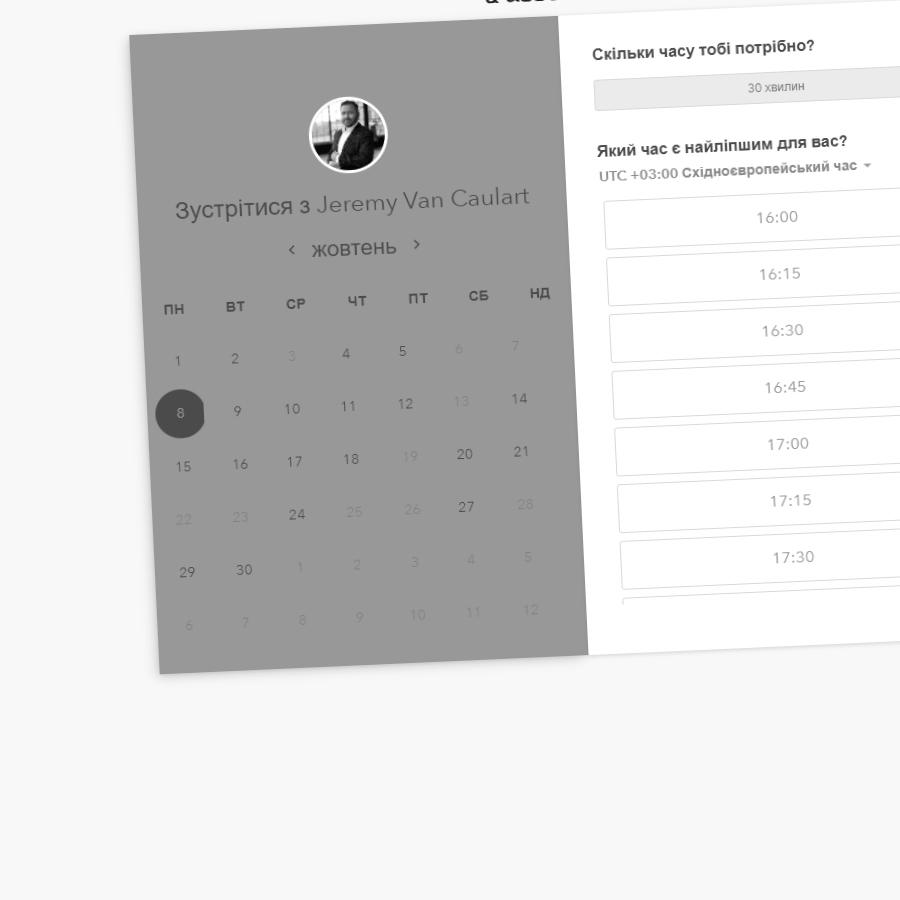 Зустрітися з Jeremy Van Caulart
жовтень
ПН ВТ СР ЧТ ПТ СБ НД
1 2 3 4 5 6 7
8 9 10 11 12 13 14
15 16 17 18 19 20 21
22 23 24 25 26 27 28
29 30 1 2 3 4 5
6 7 8 9 10 11 12
Скільки часу тобі потрібно?
30 хвилин
Який час є найліпшим для вас?
UTC +03:00 Східноєвропейський час
16:00
16:15
16:30
16:45
17:00
17:15
17:30